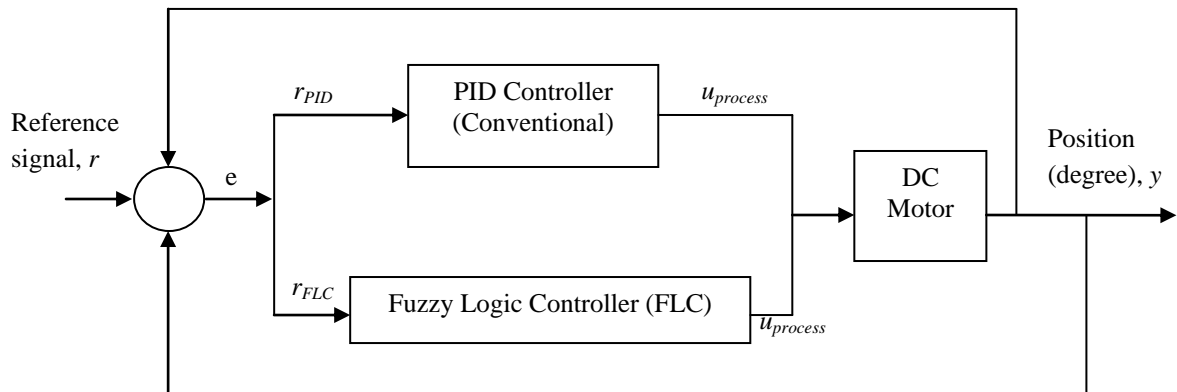 Reference
signal, r
e
r_PID
PID Controller
(Conventional)
u_process
r_FLC
Fuzzy Logic Controller (FLC)
u_process
DC
Motor
Position
(degree), y